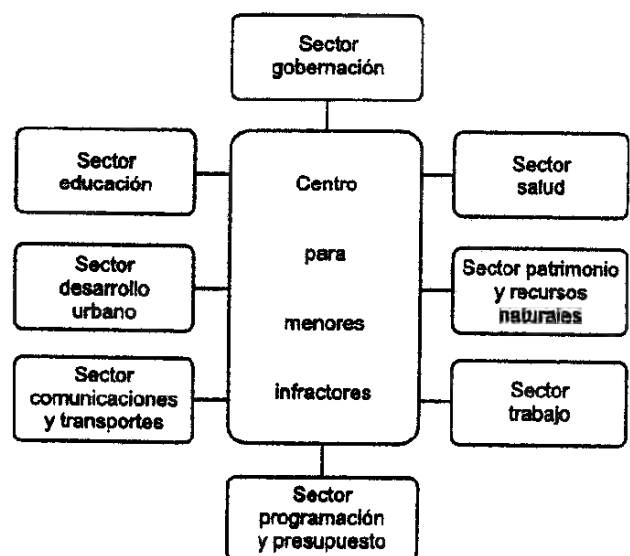 Sector
gobernación
Sector
educación
Sector
desarrollo
urbano
Sector
comunicaciones
y transportes
Centro
para
menores
infractores
Sector
salud
Sector patrimonio
y recursos
naturales
Sector
trabajo
Sector
programación
y presupuesto